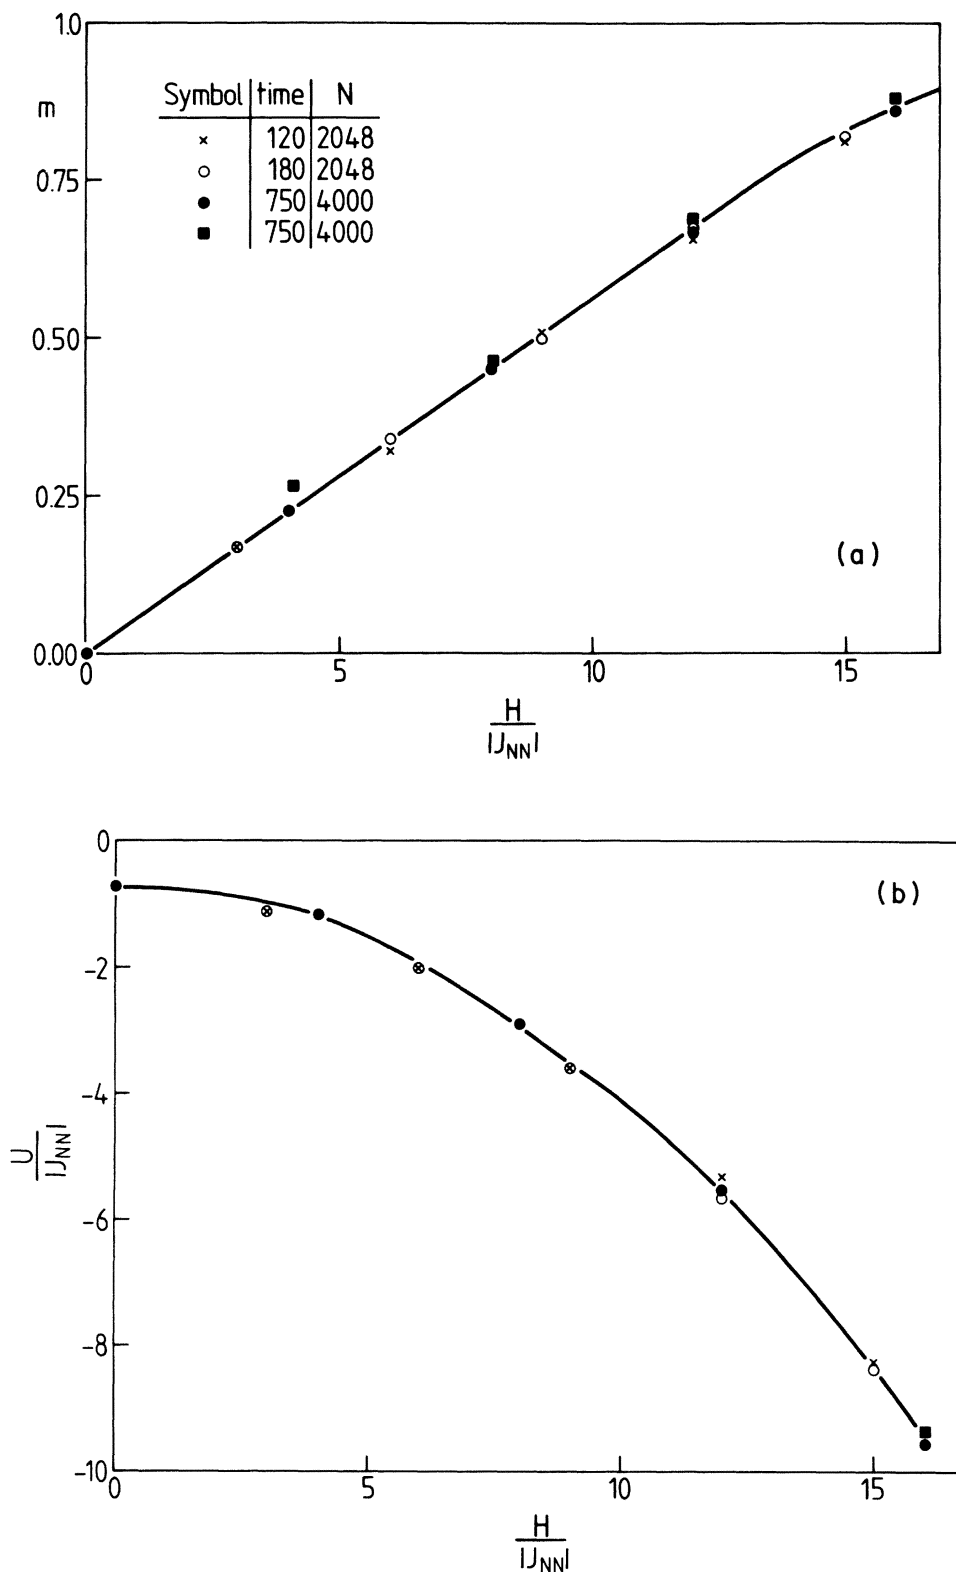 1.0
m
Symbol time N
× 120 2048
○ 180 2048
● 750 4000
■ 750 4000
0.75
0.50
0.25
(a)
0.00
0 5 10 15
H
|J_NN|
0
(b)
-2
-4
U
|J_NN|
-6
-8
-10
0 5 10 15
H
|J_NN|